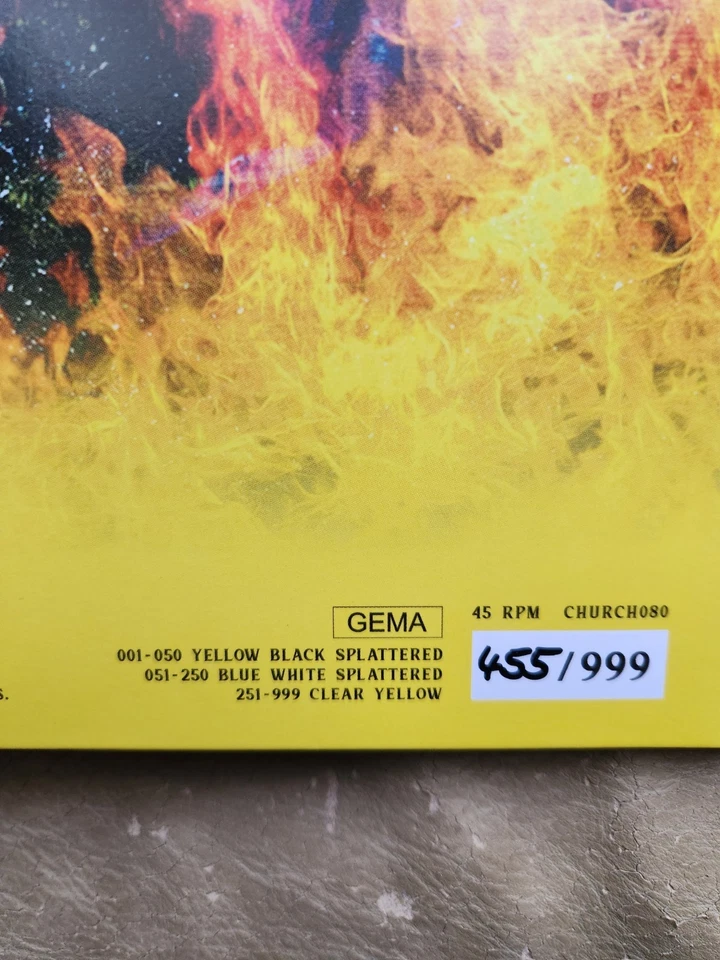 45 RPM CHURCH080
GEMA
455/999
001-050 YELLOW BLACK SPLATTERED
051-250 BLUE WHITE SPLATTERED
251-999 CLEAR YELLOW
S.